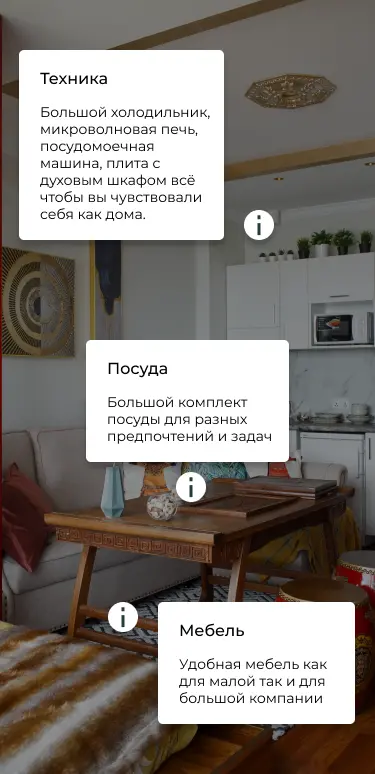 Техника
Большой холодильник,
микроволновая печь,
посудомоечная
машина, плита с
духовым шкафом всё
чтобы вы чувствовали
себя как дома.
i
Посуда
Большой комплект
посуды для разных
предпочтений и задач
i
i
Мебель
Удобная мебель как
для малой так и для
большой компании